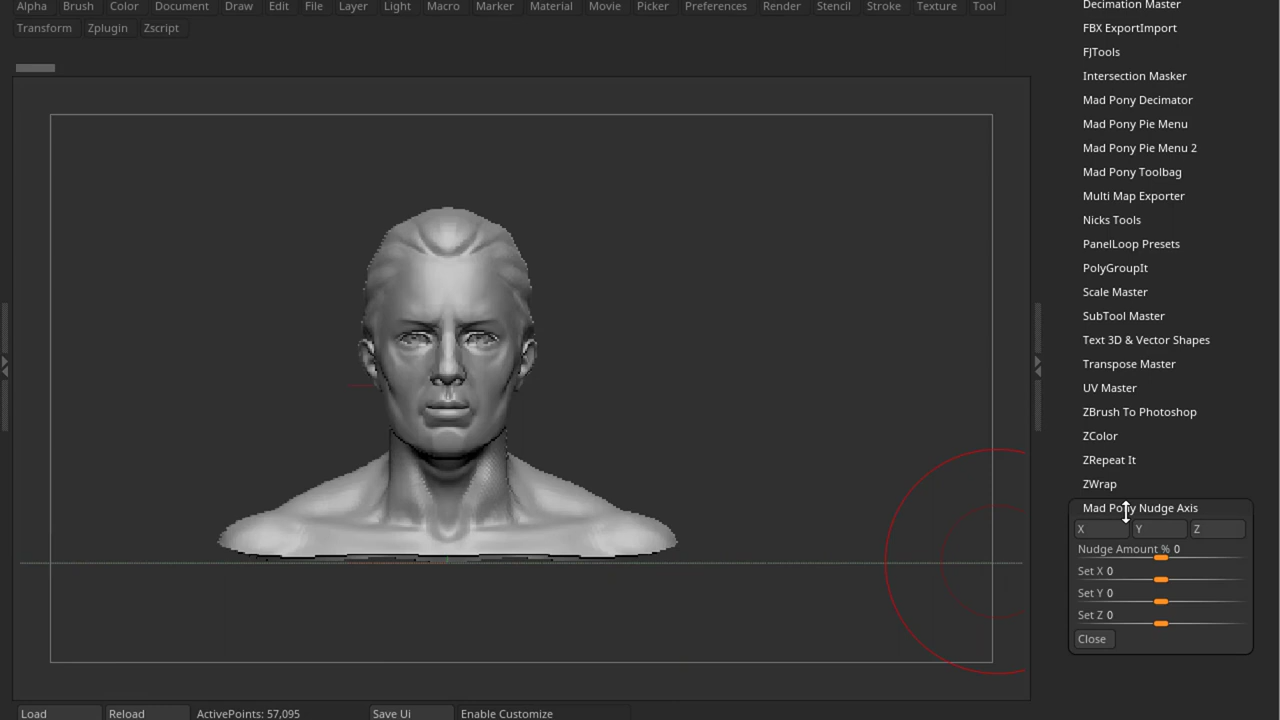 Alpha Brush Color Document Draw Edit File Layer Light Macro Marker Material Movie Picker Preferences Render Stencil Stroke Texture Tool
Transform Zplugin Zscript
Decimation Master
FBX ExportImport
FJTools
Intersection Masker
Mad Pony Decimator
Mad Pony Pie Menu
Mad Pony Pie Menu 2
Mad Pony Toolbag
Multi Map Exporter
Nicks Tools
PanelLoop Presets
PolyGroupIt
Scale Master
SubTool Master
Text 3D & Vector Shapes
Transpose Master
UV Master
ZBrush To Photoshop
ZColor
ZRepeat It
ZWrap
Mad Pony Nudge Axis
X Y Z
Nudge Amount % 0
Set X 0
Set Y 0
Set Z 0
Close
Load Reload ActivePoints: 57,095 Save Ui Enable Customize